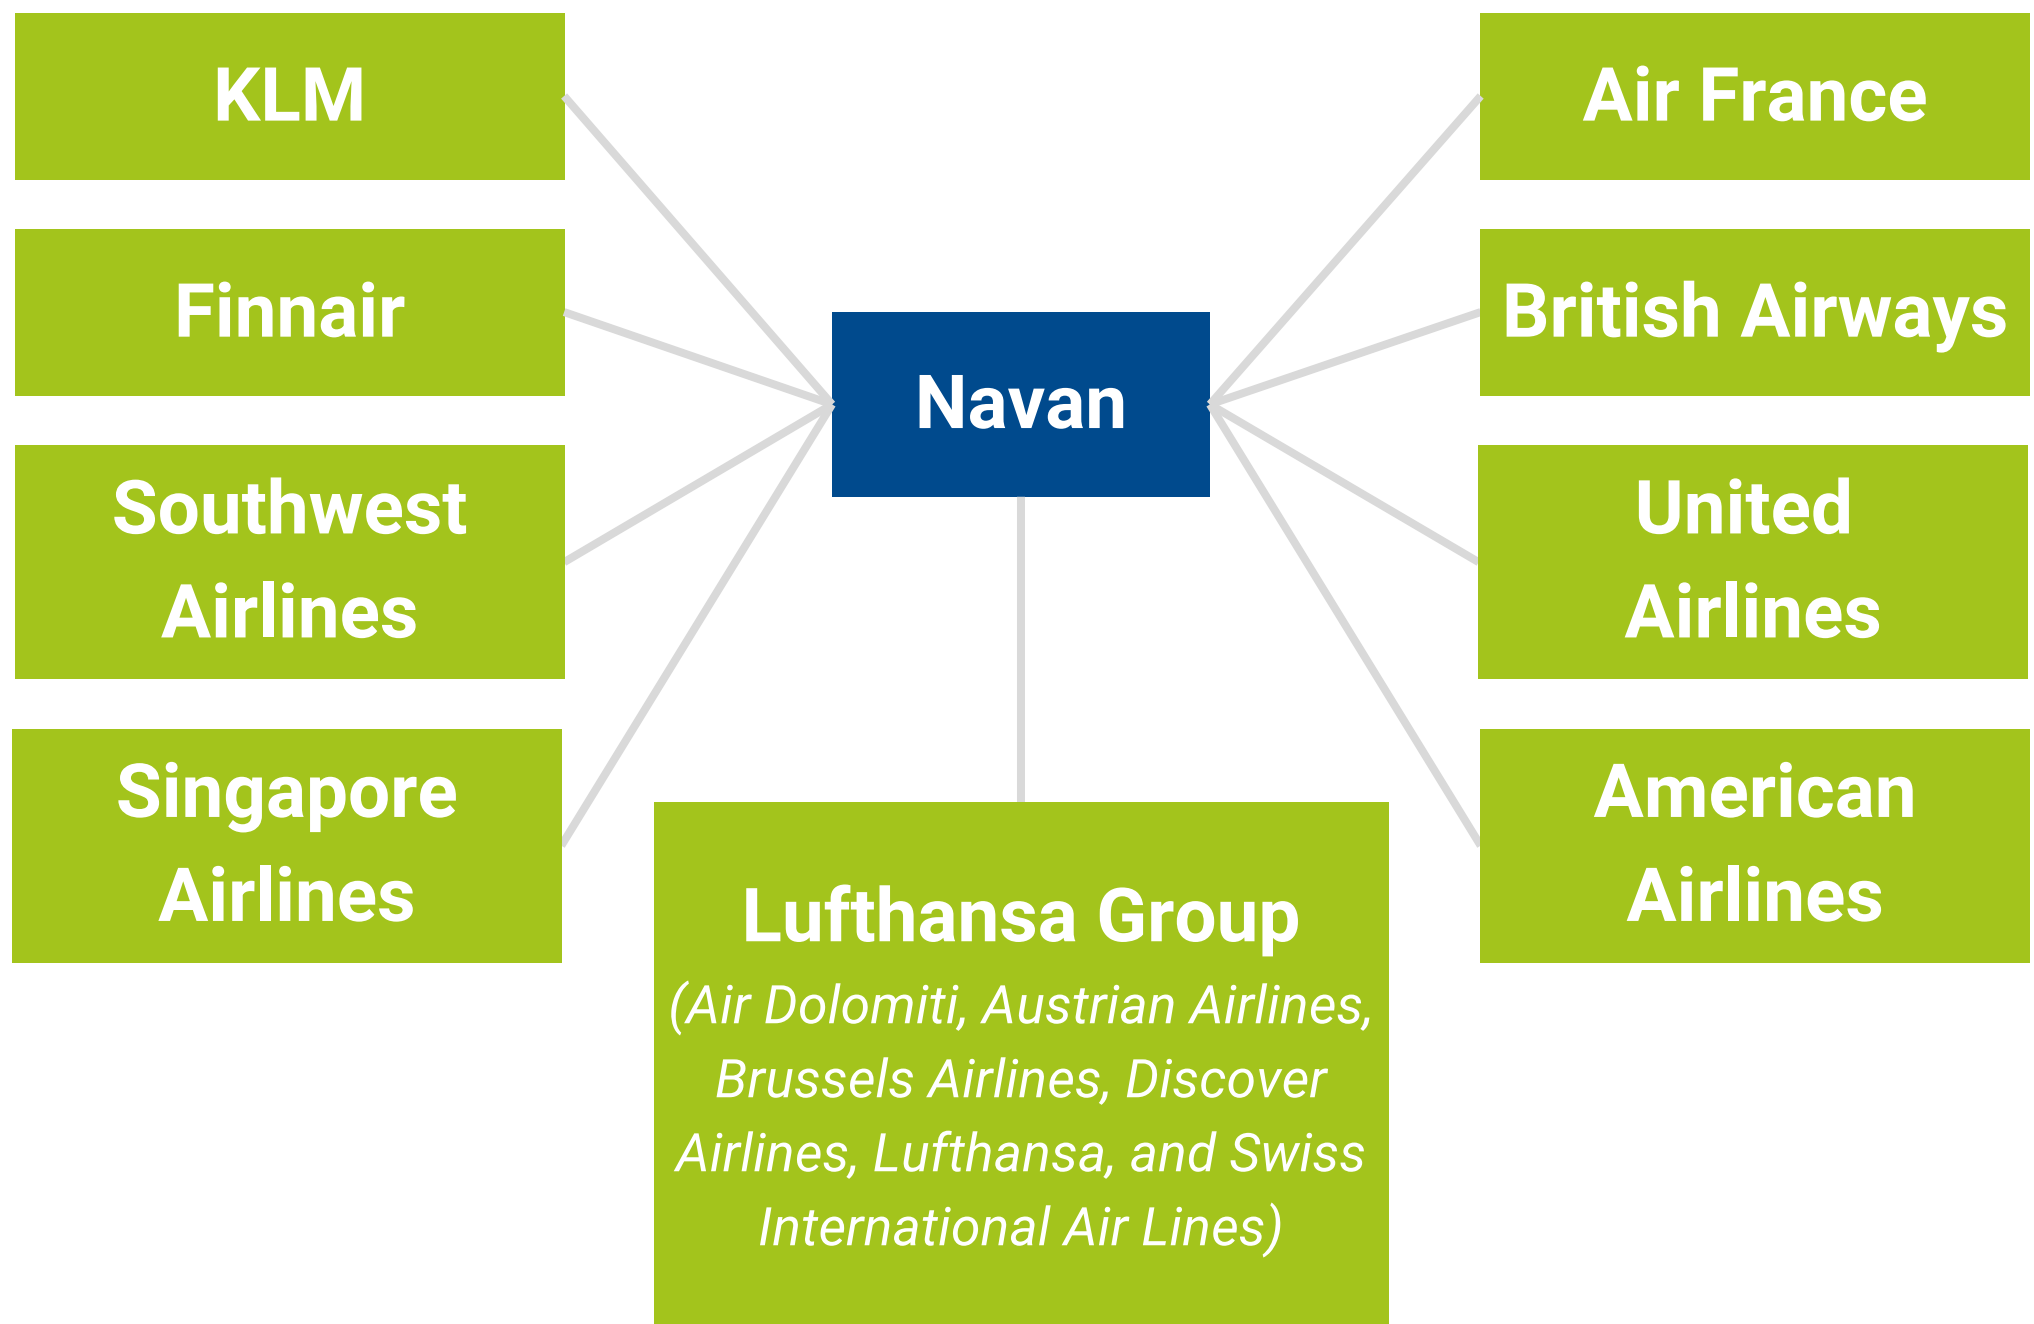 KLM
Finnair
Southwest
Airlines
Singapore
Airlines
Navan
Lufthansa Group
(Air Dolomiti, Austrian Airlines,
Brussels Airlines, Discover
Airlines, Lufthansa, and Swiss
International Air Lines)
Air France
British Airways
United
Airlines
American
Airlines